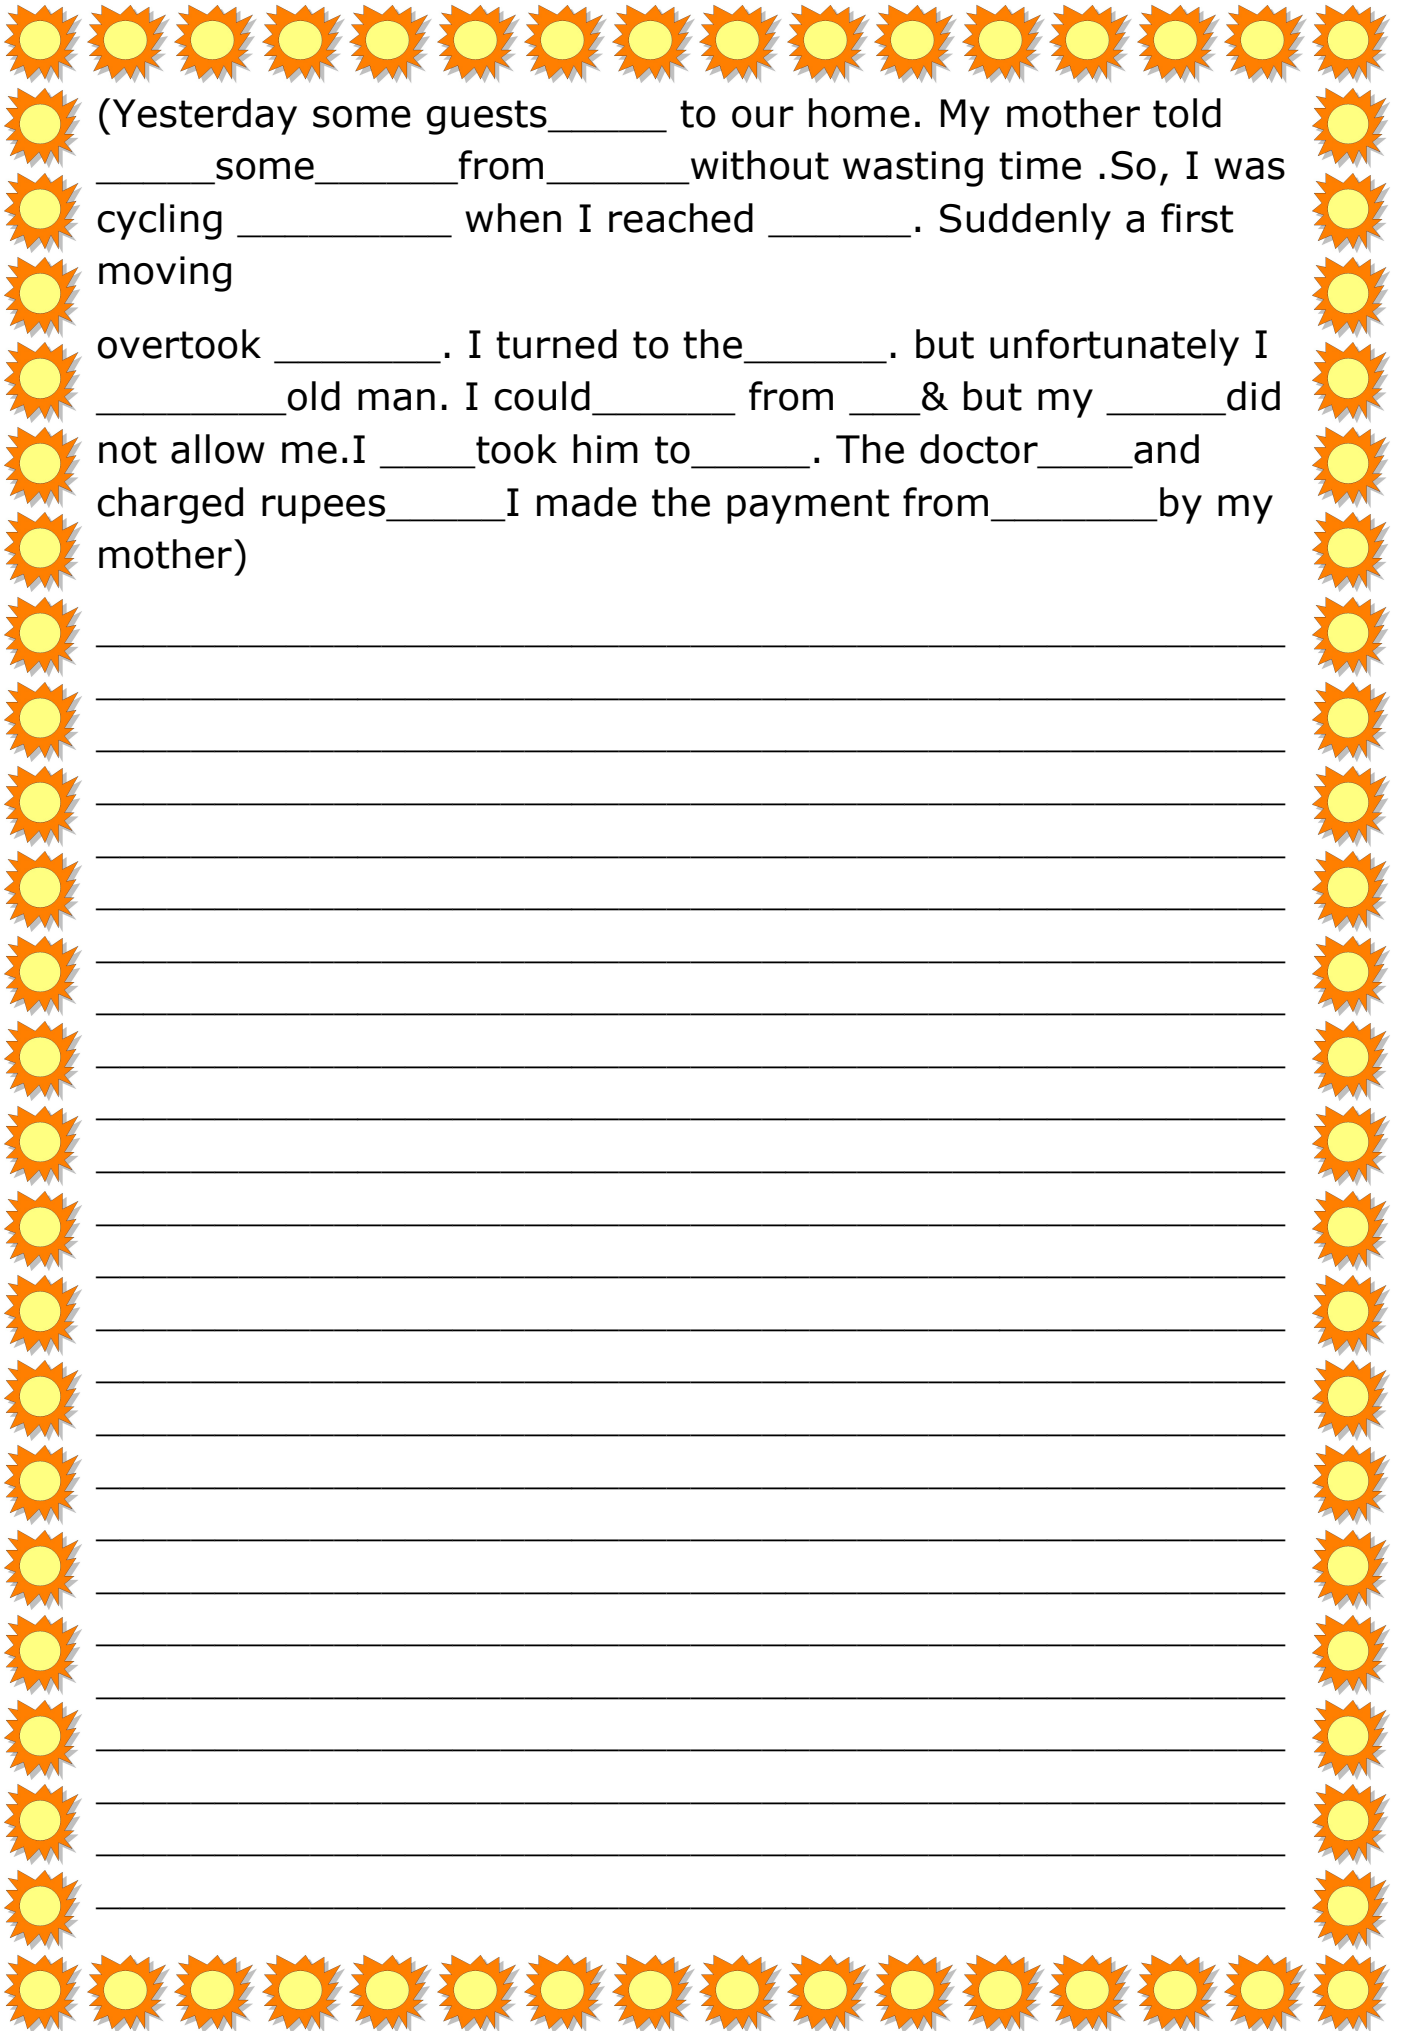 (Yesterday some guests_____ to our home. My mother told
_____some______from______without wasting time .So, I was
cycling _________ when I reached ______. Suddenly a first
moving
overtook _______. I turned to the______. but unfortunately I
________old man. I could______ from ___& but my _____did
not allow me.I ____took him to_____. The doctor____and
charged rupees_____I made the payment from_______by my
mother)